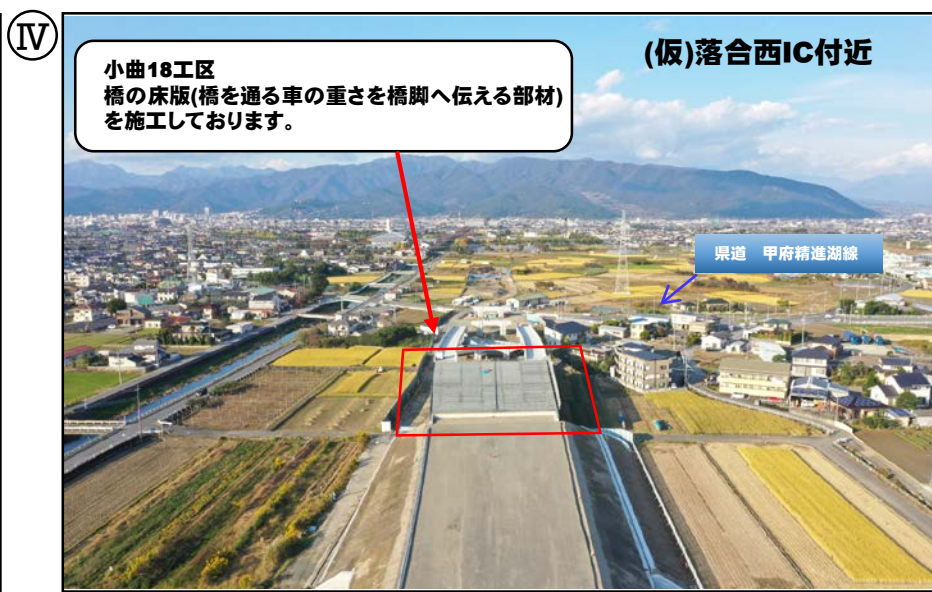 Ⅳ
(仮)落合西IC付近
小曲18工区
橋の床版(橋を通る車の重さを橋脚へ伝える部材)
を施工しております。
県道 甲府精進湖線